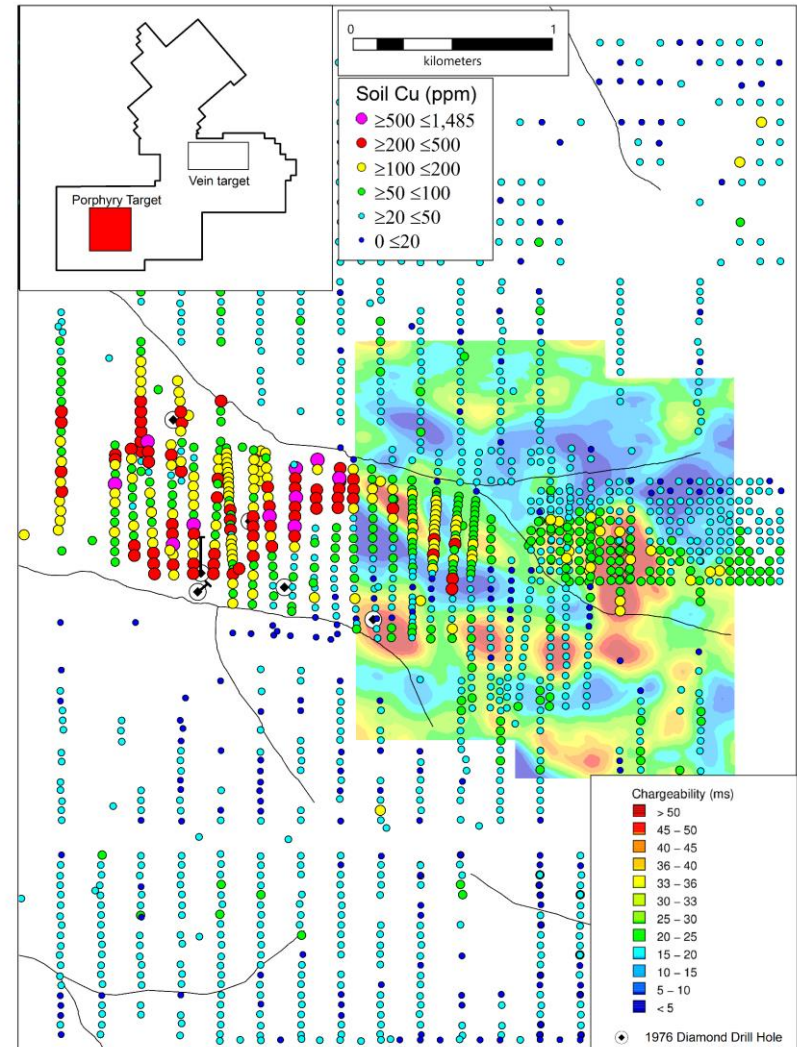 0 1
kilometers
Soil Cu (ppm)
≥500 ≤1,485
≥200 ≤500
≥100 ≤200
≥50 ≤100
≥20 ≤50
0 ≤20
Vein target
Porphyry Target
Chargeability (ms)
> 50
45 – 50
40 – 45
36 – 40
33 – 36
30 – 33
25 – 30
20 – 25
15 – 20
10 – 15
5 – 10
< 5
1976 Diamond Drill Hole